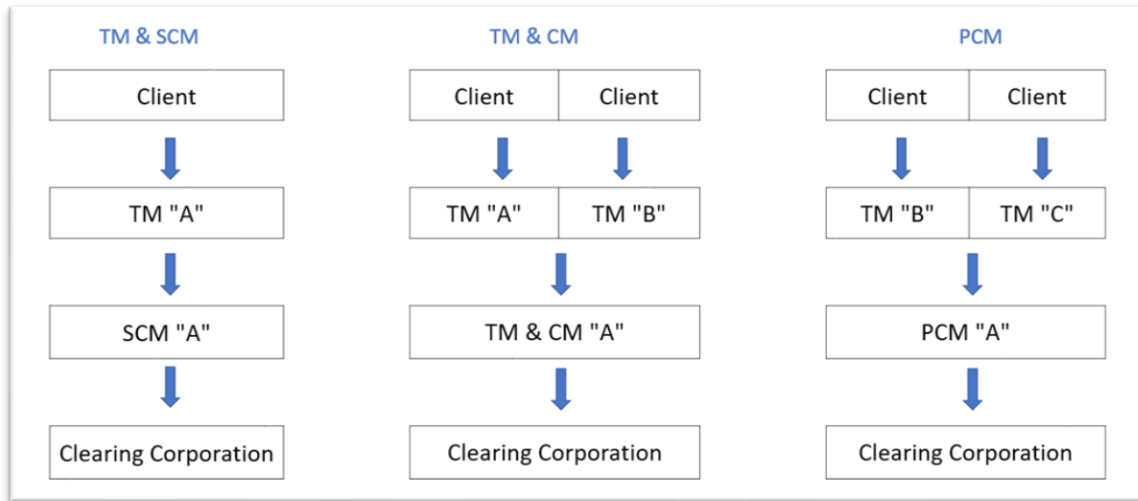 TM & SCM
Client
TM "A"
SCM "A"
Clearing Corporation
TM & CM
Client Client
TM "A" TM "B"
TM & CM "A"
Clearing Corporation
PCM
Client Client
TM "B" TM "C"
PCM "A"
Clearing Corporation